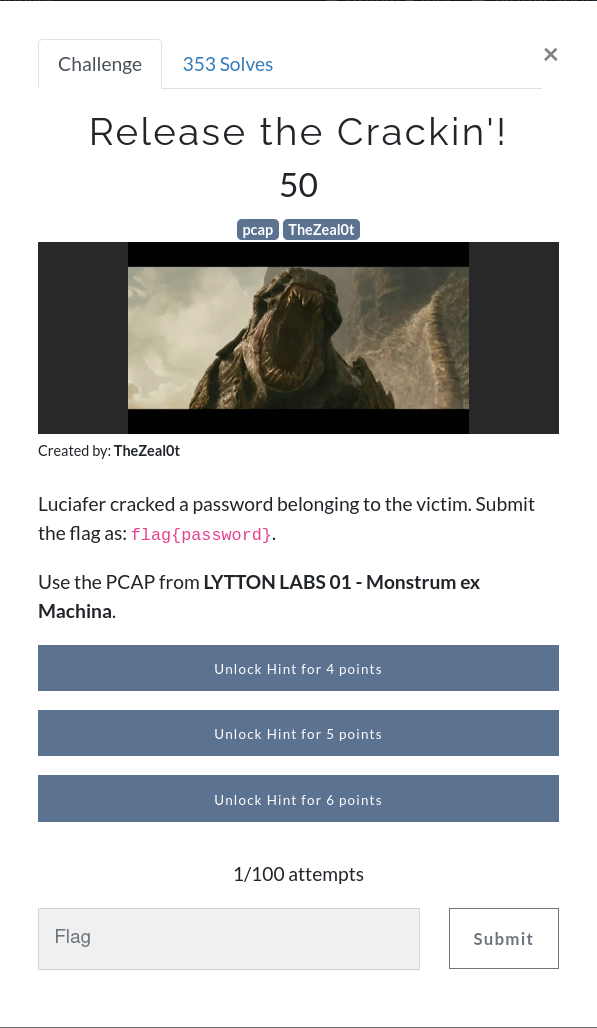 Challenge
353 Solves
×
Release the Crackin'!
50
pcap TheZeal0t
Created by: TheZeal0t
Luciafer cracked a password belonging to the victim. Submit
the flag as: flag{password}.
Use the PCAP from LYTTON LABS 01 - Monstrum ex
Machina.
Unlock Hint for 4 points
Unlock Hint for 5 points
Unlock Hint for 6 points
1/100 attempts
Flag
Submit